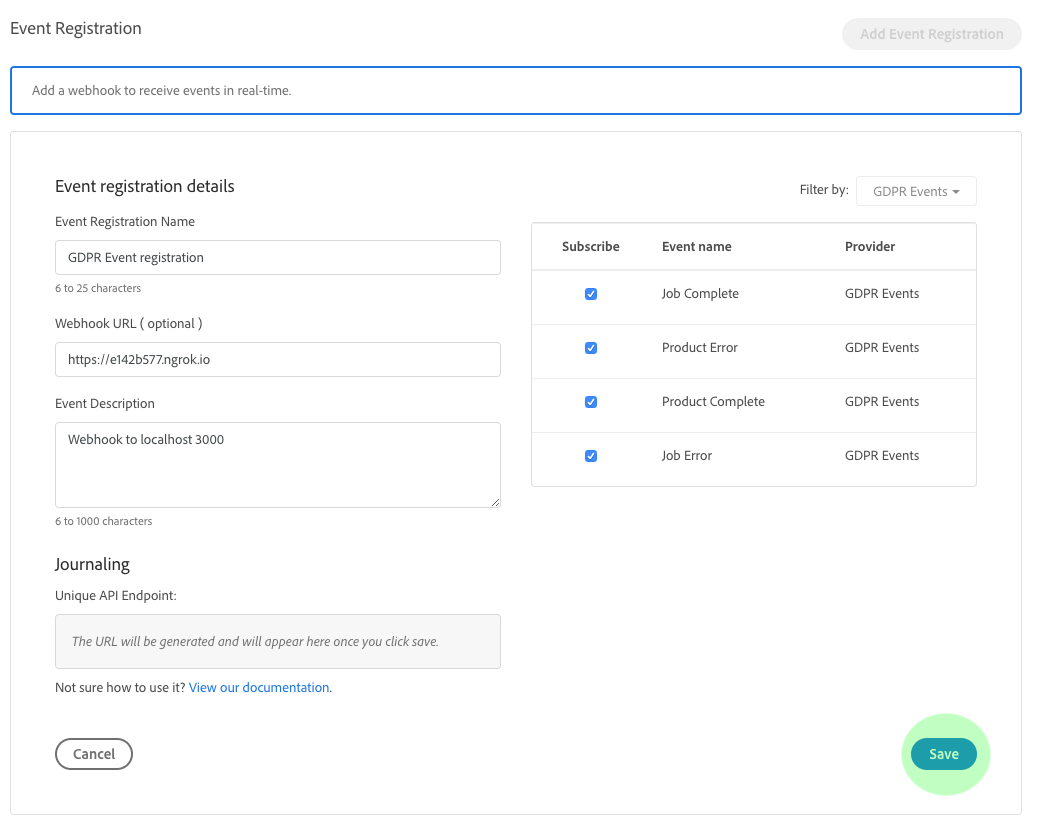 Event Registration
Add Event Registration
Add a webhook to receive events in real-time.
Event registration details
Event Registration Name
GDPR Event registration
6 to 25 characters
Webhook URL ( optional )
https://e142b577.ngrok.io
Event Description
Webhook to localhost 3000
6 to 1000 characters
Filter by: GDPR Events
Subscribe Event name Provider
Job Complete GDPR Events
Product Error GDPR Events
Product Complete GDPR Events
Job Error GDPR Events
Journaling
Unique API Endpoint:
The URL will be generated and will appear here once you click save.
Not sure how to use it? View our documentation.
Cancel
Save